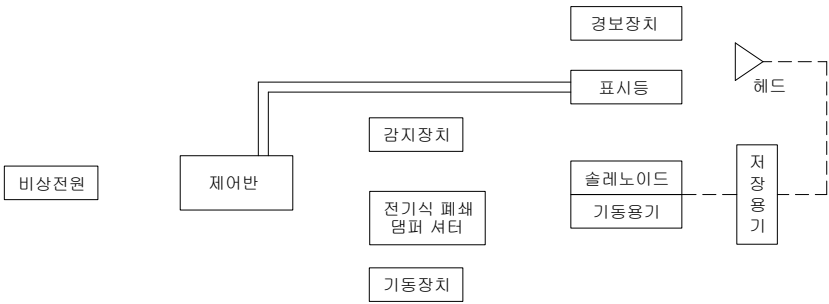 경보장치
표시등
헤드
감지장치
비상전원
제어반
솔레노이드
기동용기
저
장
용
기
전기식 폐쇄
댐퍼 셔터
기동장치